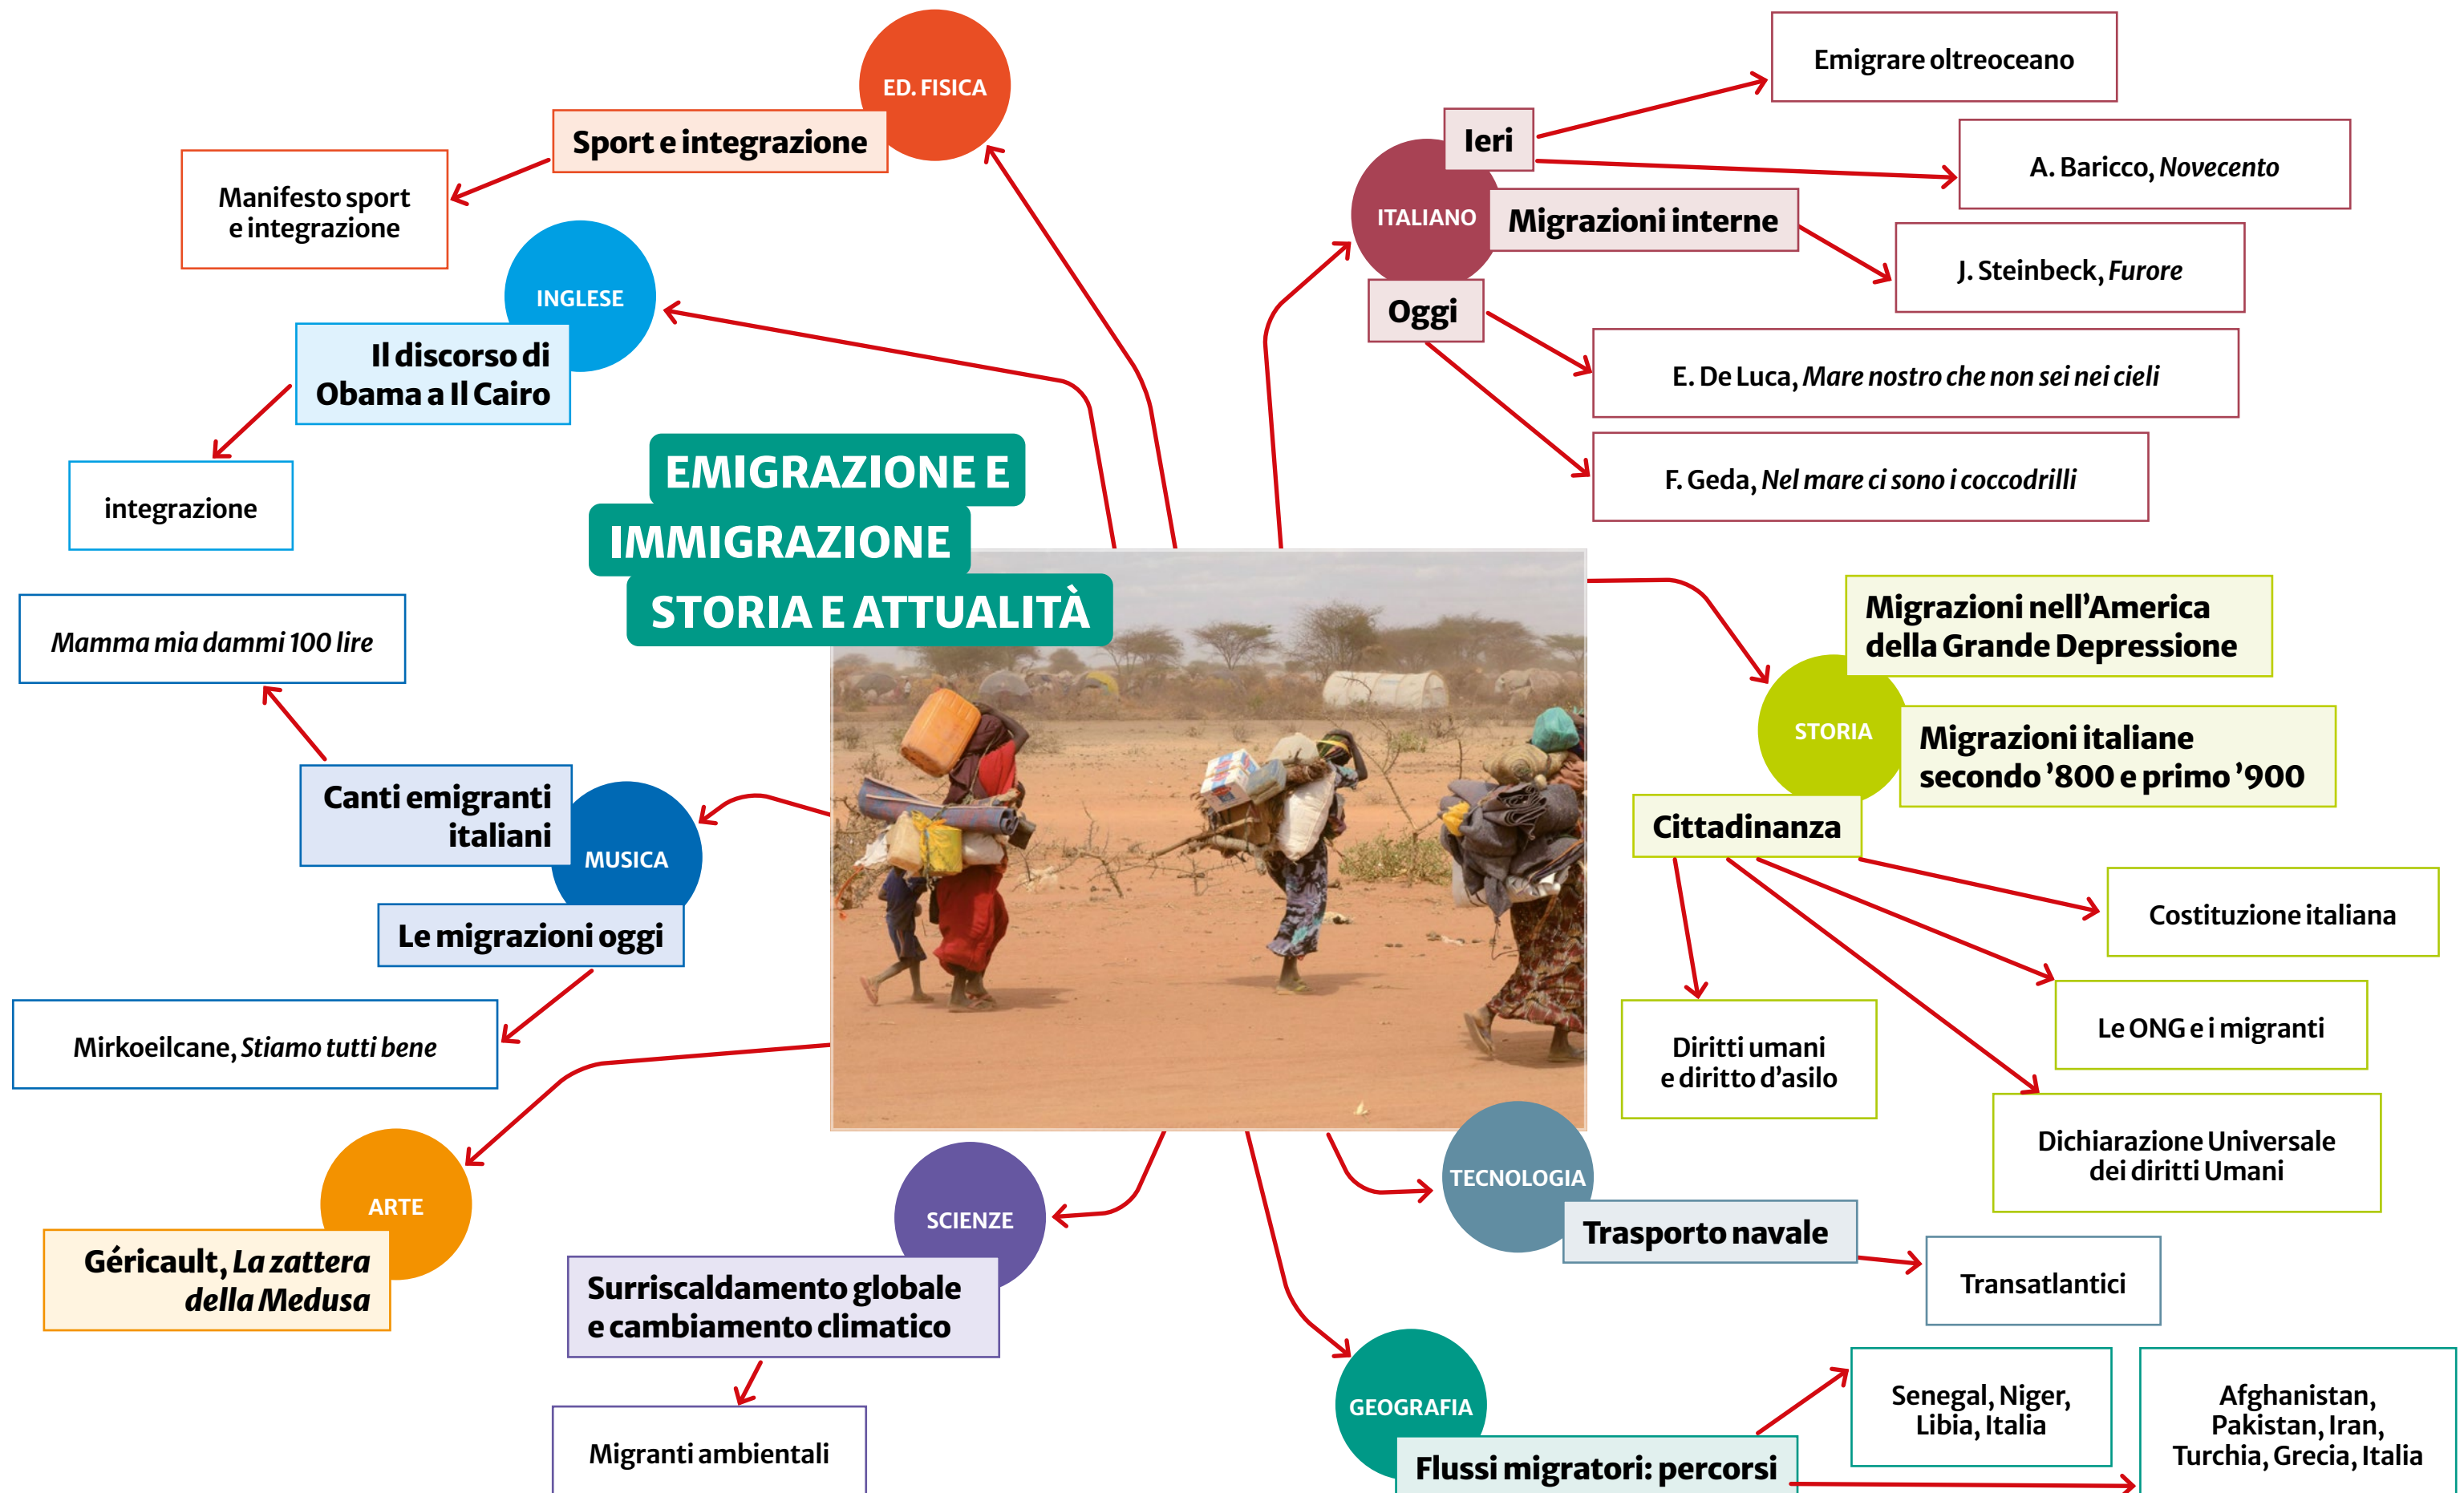 EMIGRAZIONE E
IMMIGRAZIONE
STORIA E ATTUALITÀ
ED. FISICA
Sport e integrazione
Manifesto sport
e integrazione
INGLESE
Il discorso di
Obama a Il Cairo
integrazione
Mamma mia dammi 100 lire
Canti emigranti
italiani
MUSICA
Le migrazioni oggi
Mirkoeilcane, Stiamo tutti bene
ARTE
Géricault, La zattera
della Medusa
SCIENZE
Surriscaldamento globale
e cambiamento climatico
Migranti ambientali
ITALIANO
Ieri
Emigrare oltreoceano
A. Baricco, Novecento
Migrazioni interne
J. Steinbeck, Furore
Oggi
E. De Luca, Mare nostro che non sei nei cieli
F. Geda, Nel mare ci sono i coccodrilli
STORIA
Migrazioni nell’America
della Grande Depressione
Migrazioni italiane
secondo ’800 e primo ’900
Cittadinanza
Costituzione italiana
Le ONG e i migranti
Dichiarazione Universale
dei diritti Umani
Diritti umani
e diritto d’asilo
TECNOLOGIA
Trasporto navale
Transatlantici
GEOGRAFIA
Flussi migratori: percorsi
Senegal, Niger,
Libia, Italia
Afghanistan,
Pakistan, Iran,
Turchia, Grecia, Italia